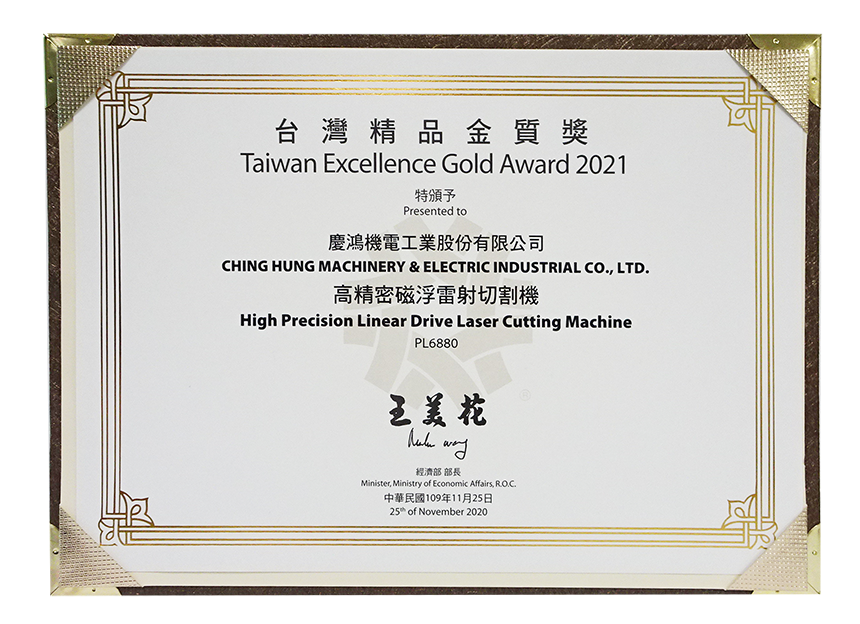 台灣精品金質獎
Taiwan Excellence Gold Award 2021
特頒予
Presented to
慶鴻機電工業股份有限公司
CHING HUNG MACHINERY & ELECTRIC INDUSTRIAL CO., LTD.
高精密磁浮雷射切割機
High Precision Linear Drive Laser Cutting Machine
PL6880
王美花
經濟部 部長
Minister, Ministry of Economic Affairs, R.O.C.
中華民國109年11月25日
25th of November 2020